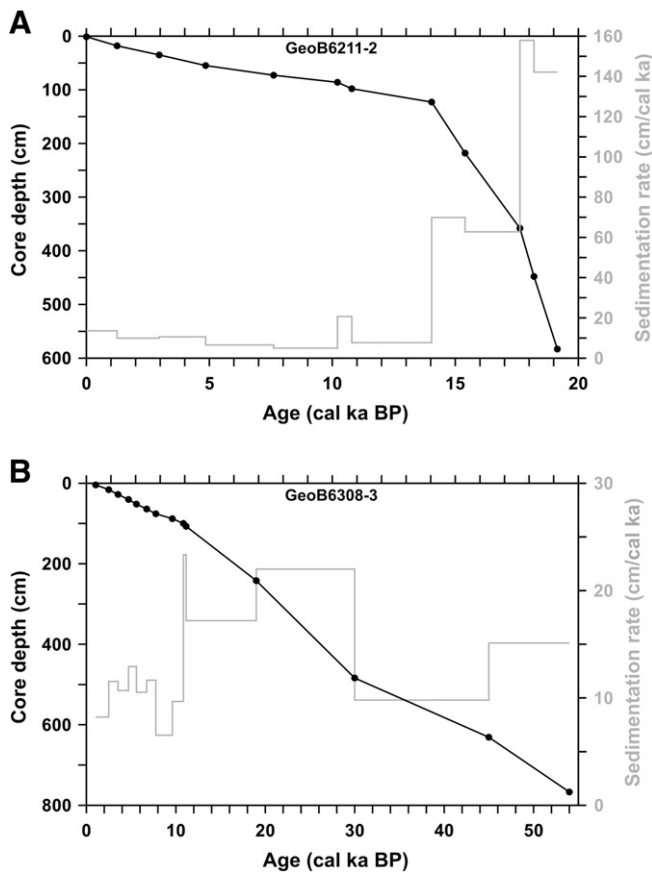 A
GeoB6211-2
Core depth (cm)
0
100
200
300
400
500
600
0 5 10 15 20
Age (cal ka BP)
160
140
120
100
80
60
40
20
0
Sedimentation rate (cm/cal ka)
B
GeoB6308-3
Core depth (cm)
0
200
400
600
800
0 10 20 30 40 50
Age (cal ka BP)
30
20
10
0
Sedimentation rate (cm/cal ka)